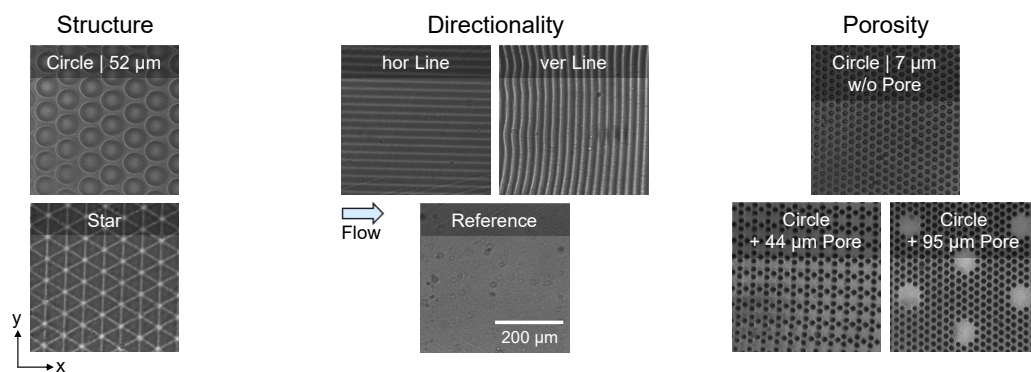 Structure
Directionality
Porosity
Circle | 52 µm
hor Line
ver Line
Circle | 7 µm
w/o Pore
Star
Flow
Reference
200 µm
Circle
+ 44 µm Pore
Circle
+ 95 µm Pore
y
x